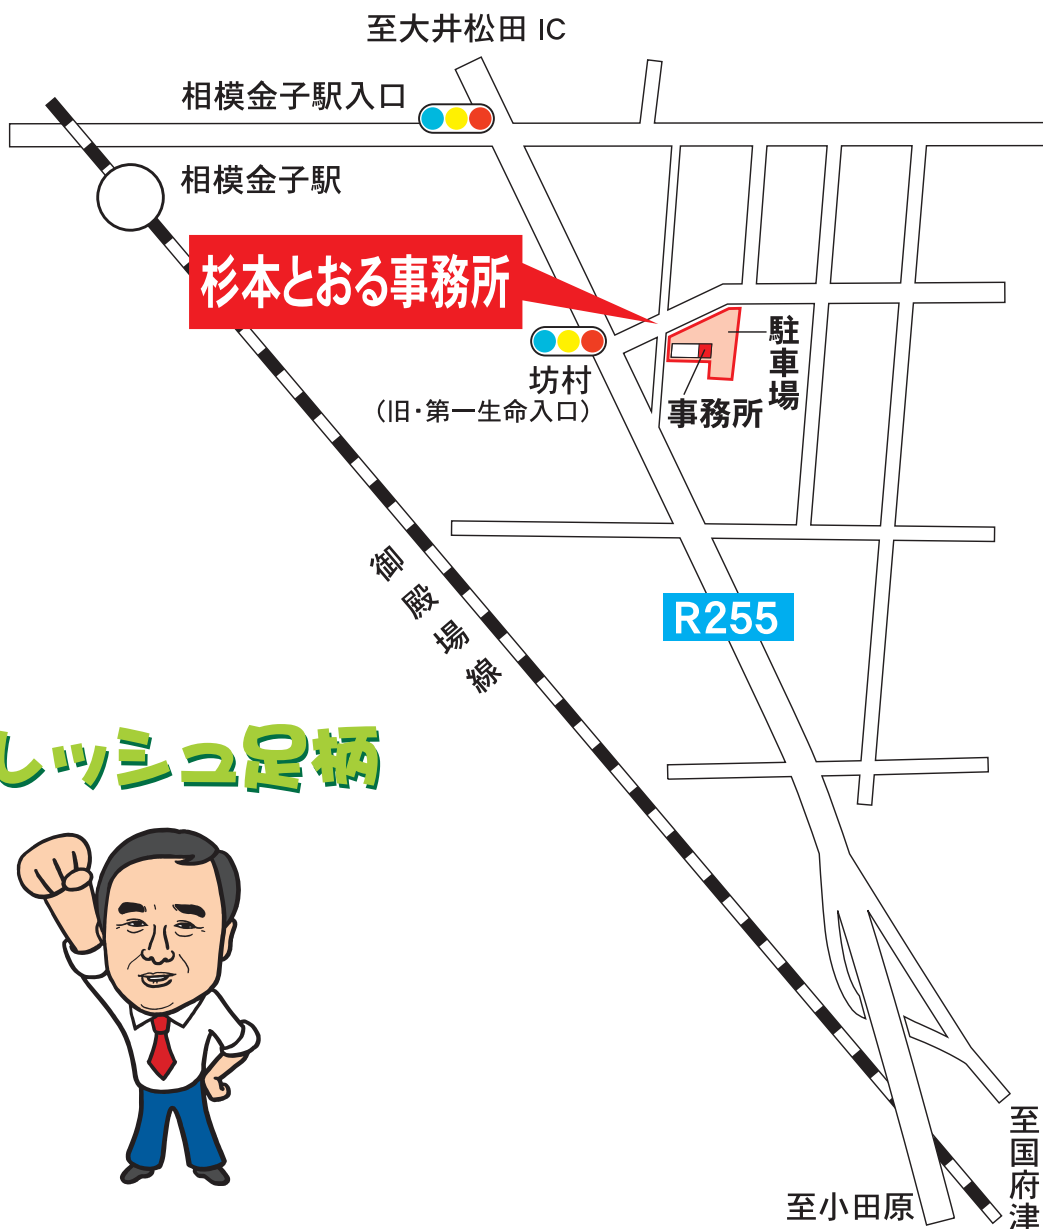 至大井松田 IC
相模金子駅入口
相模金子駅
杉本とおる事務所
駐車場
坊村
（旧・第一生命入口）
事務所
御殿場線
R255
レッシュ足柄
至国府津
至小田原